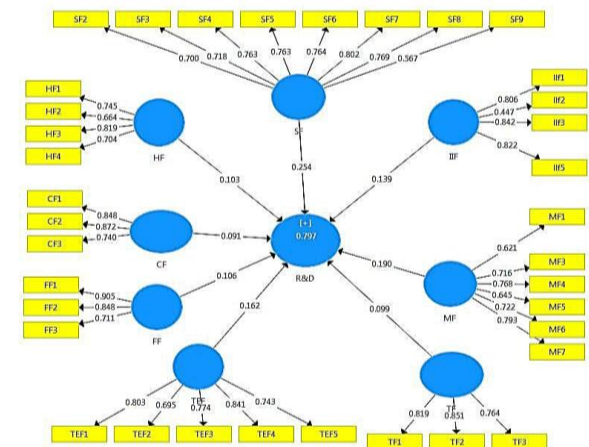 SF2 SF3 SF4 SF5 SF6 SF7 SF8 SF9
0.700 0.718 0.763 0.763 0.764 0.802 0.769 0.567
SF
HF1
HF2
HF3
HF4
0.745
0.664
0.819
0.704
HF
IIf1
IIf2
IIf3
IIf5
0.806
0.447
0.842
0.822
IIF
0.254
0.103
0.139
CF1
CF2
CF3
0.848
0.872
0.740
CF
0.091
[+]
0.797
R&D
FF1
FF2
FF3
0.905
0.848
0.711
FF
0.106
0.190
MF1
MF3
MF4
MF5
MF6
MF7
0.621
0.716
0.768
0.645
0.722
0.793
MF
0.162
0.099
TEF
0.803 0.695 0.774 0.841 0.743
TEF1 TEF2 TEF3 TEF4 TEF5
TF
0.819 0.851 0.764
TF1 TF2 TF3